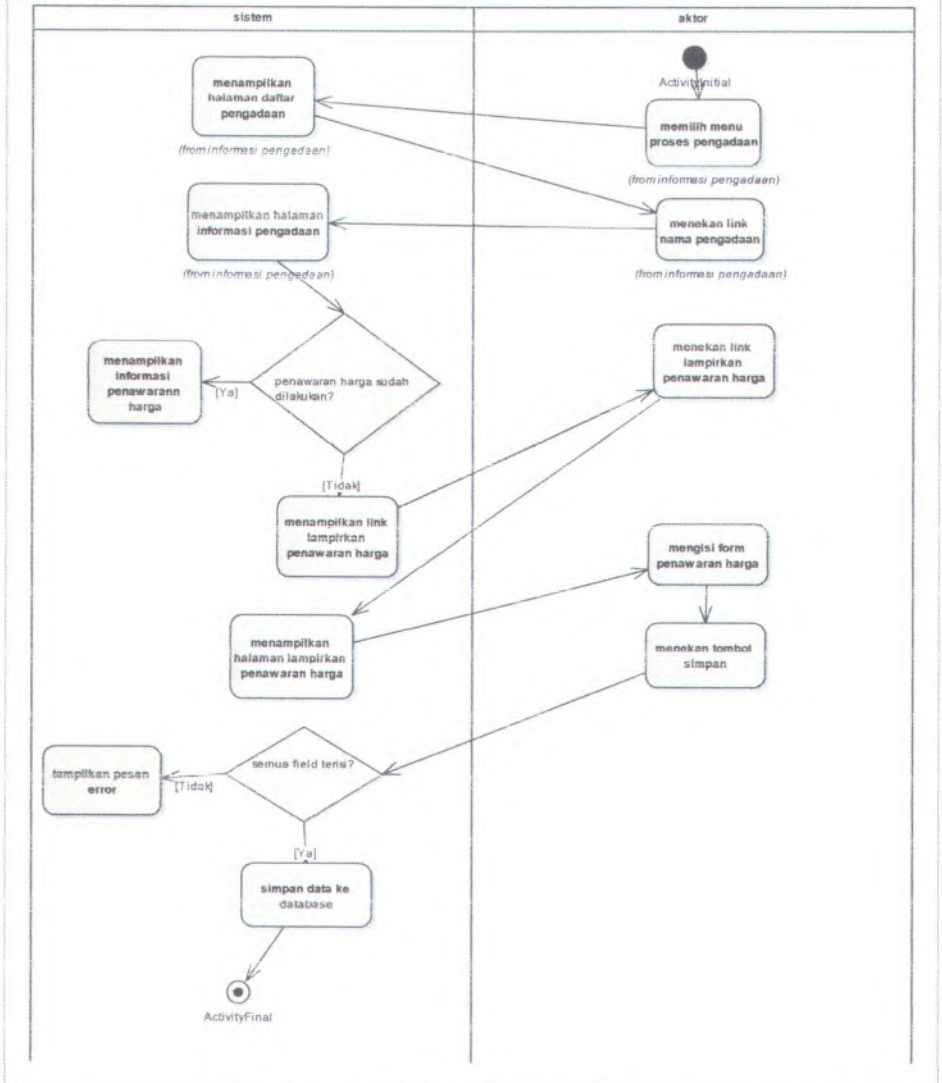 sistem
aktor
ActivityInitial
menampilkan
halaman daftar
pengadaan
(from informasi pengadaan)
memilih menu
proses pengadaan
(from informasi pengadaan)
menampilkan halaman
informasi pengadaan
(from informasi pengadaan)
menekan link
nama pengadaan
(from informasi pengadaan)
menampilkan
informasi
penawarann
harga
[Ya]
penawaran harga sudah
dilakukan?
menekan link
lampirkan
penawaran harga
[Tidak]
menampilkan link
lampirkan
penawaran harga
mengisi form
penawaran harga
menampilkan
halaman lampirkan
penawaran harga
menekan tombol
simpan
semua field terisi?
tampilkan pesan
error
[Tidak]
[Ya]
simpan data ke
database
ActivityFinal